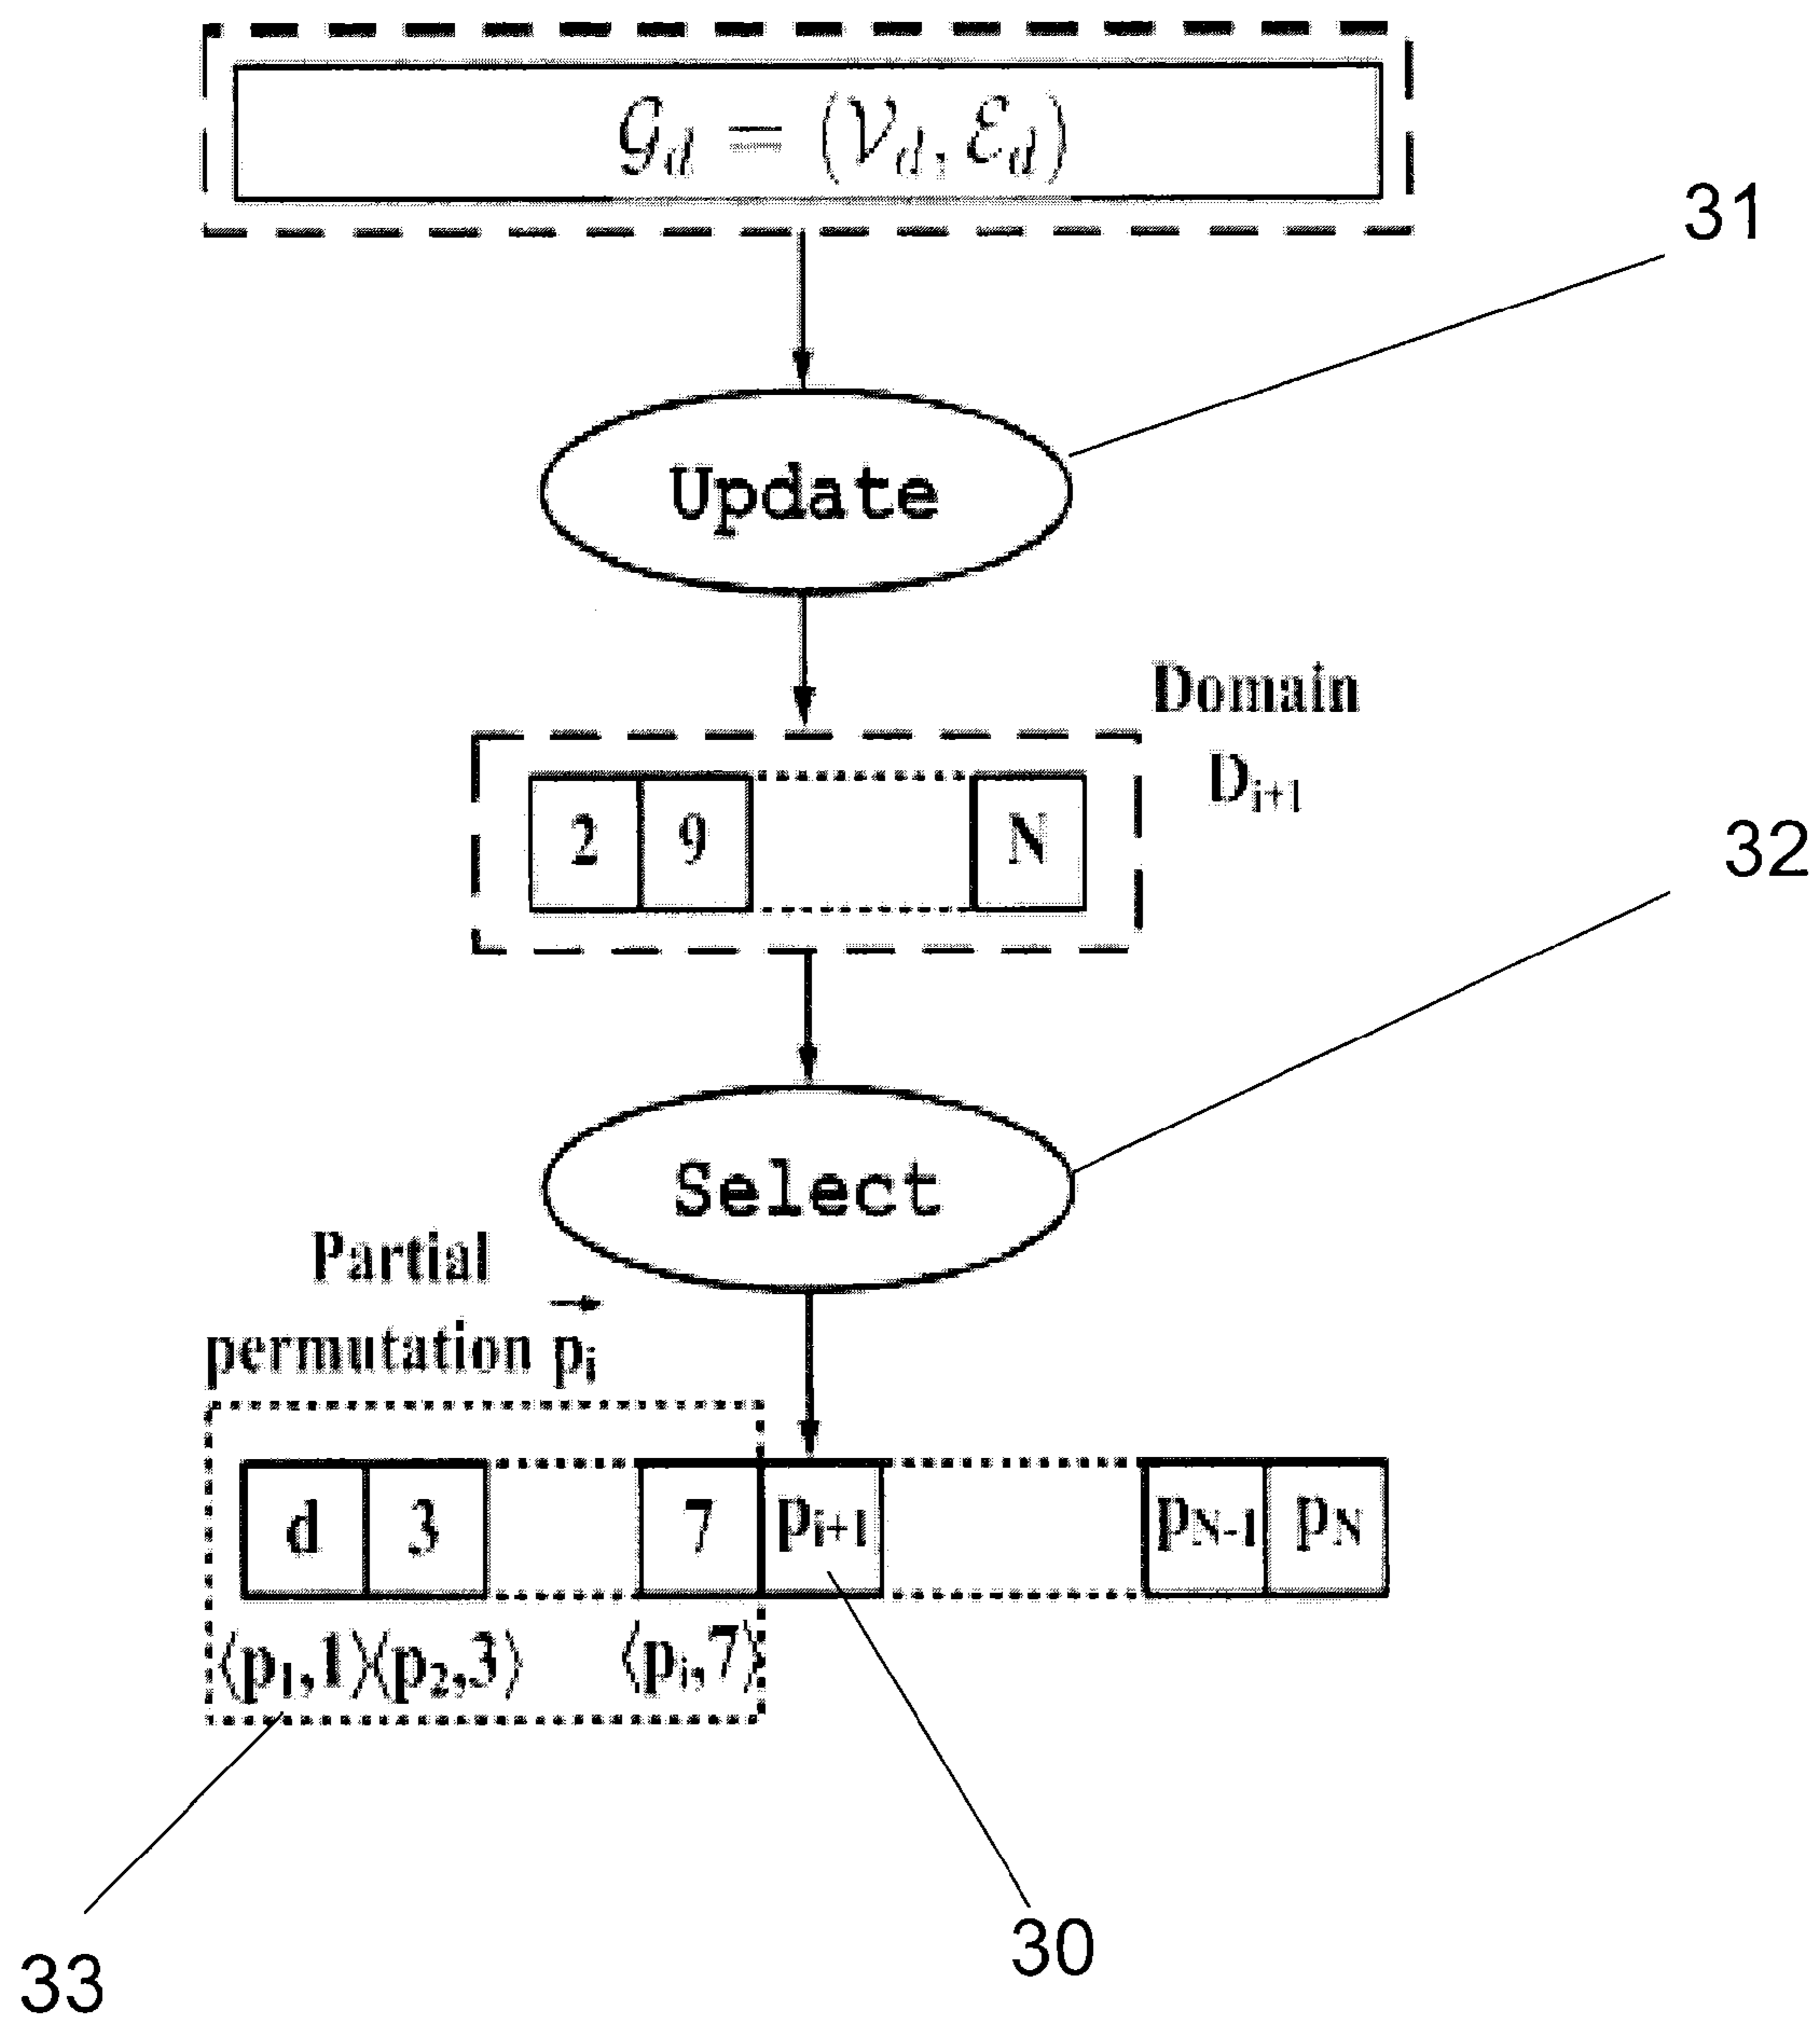 𝒢d = (𝒱d, ℰd)
31
Update
Domain
Di+1
2 9 N
32
Select
Partial
permutation p⃗i
d 3 7 pi+1 pN-1 pN
⟨p1,1⟩⟨p2,3⟩ ⟨pi,7⟩
30
33